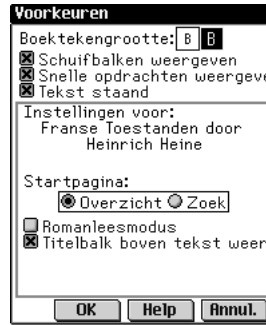 Voorkeuren
Boektekengrootte: B B
Schuifbalken weergeven
Snelle opdrachten weergeve
Tekst staand
Instellingen voor:
Franse Toestanden door
Heinrich Heine
Startpagina:
Overzicht Zoek
Romanleesmodus
Titelbalk boven tekst weer
OK Help Annul.